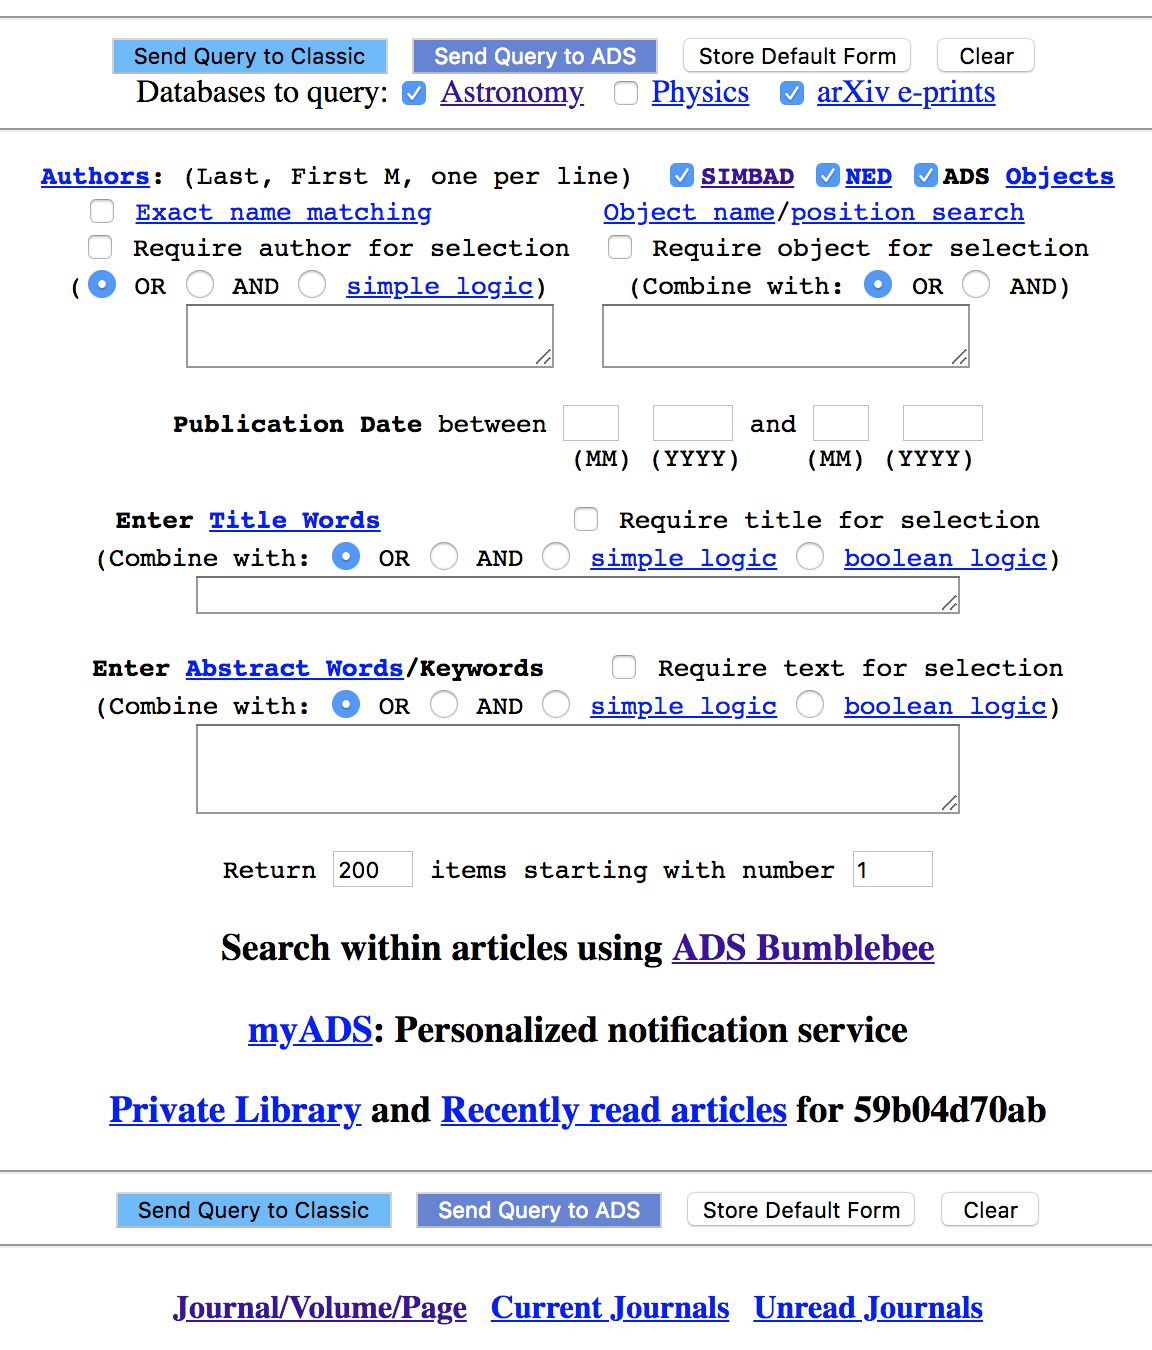 Send Query to Classic Send Query to ADS Store Default Form Clear
Databases to query: Astronomy Physics arXiv e-prints
Authors: (Last, First M, one per line) SIMBAD NED ADS Objects
Exact name matching Object name/position search
Require author for selection Require object for selection
( OR AND simple logic) (Combine with: OR AND)
Publication Date between and
(MM) (YYYY) (MM) (YYYY)
Enter Title Words Require title for selection
(Combine with: OR AND simple logic boolean logic)
Enter Abstract Words/Keywords Require text for selection
(Combine with: OR AND simple logic boolean logic)
Return 200 items starting with number 1
Search within articles using ADS Bumblebee
myADS: Personalized notification service
Private Library and Recently read articles for 59b04d70ab
Send Query to Classic Send Query to ADS Store Default Form Clear
Journal/Volume/Page Current Journals Unread Journals